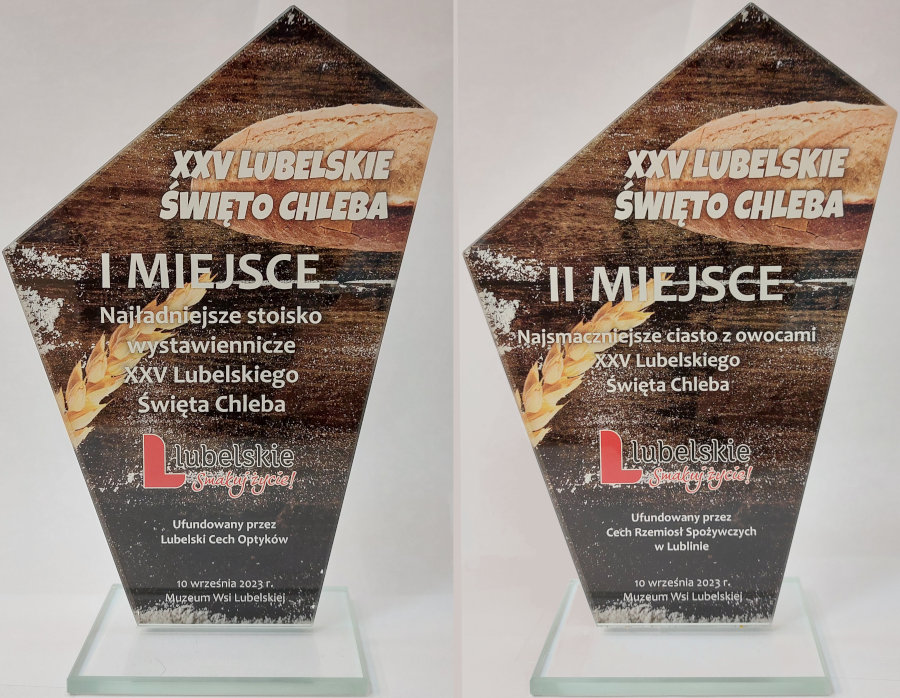 XXV LUBELSKIE
ŚWIĘTO CHLEBA
I MIEJSCE
Najładniejsze stoisko
wystawiennicze
XXV Lubelskiego
Święta Chleba
lubelskie
Smakuj życie!
Ufundowany przez
Lubelski Cech Optyków
10 września 2023 r.
Muzeum Wsi Lubelskiej
XXV LUBELSKIE
ŚWIĘTO CHLEBA
II MIEJSCE
Najsmaczniejsze ciasto z owocami
XXV Lubelskiego
Święta Chleba
lubelskie
Smakuj życie!
Ufundowany przez
Cech Rzemiosł Spożywczych
w Lublinie
10 września 2023 r.
Muzeum Wsi Lubelskiej